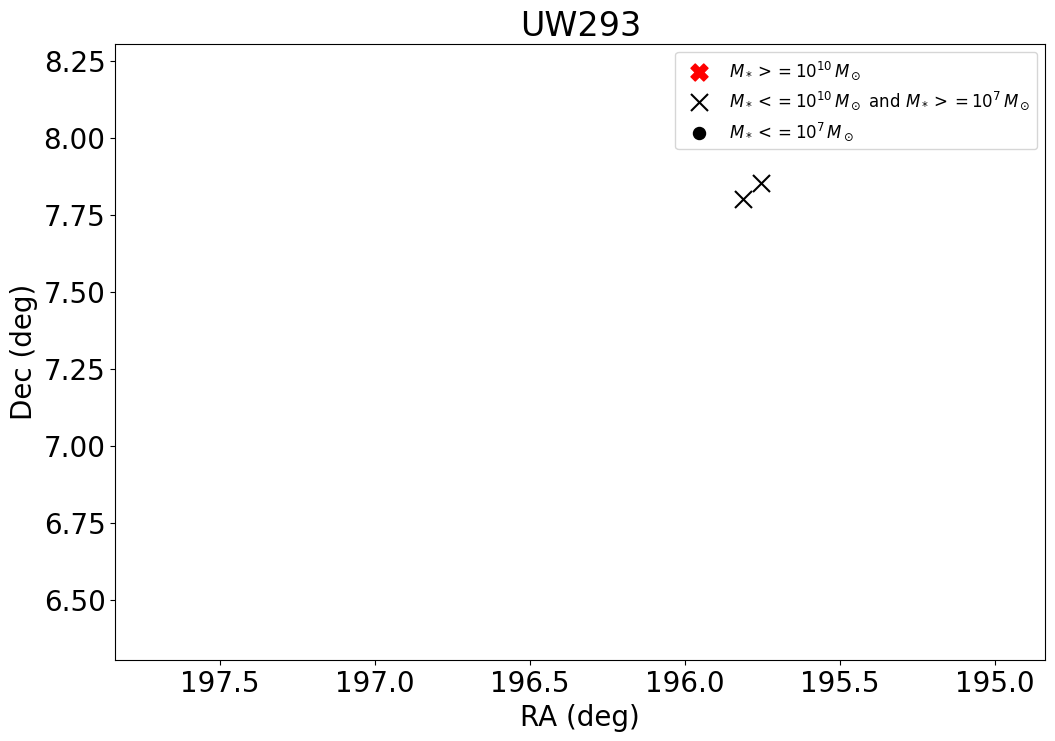 UW293
8.25
8.00
7.75
7.50
7.25
7.00
6.75
6.50
Dec (deg)
M* >= 10^10 M⊙
M* <= 10^10 M⊙ and M* >= 10^7 M⊙
M* <= 10^7 M⊙
197.5 197.0 196.5 196.0 195.5 195.0
RA (deg)